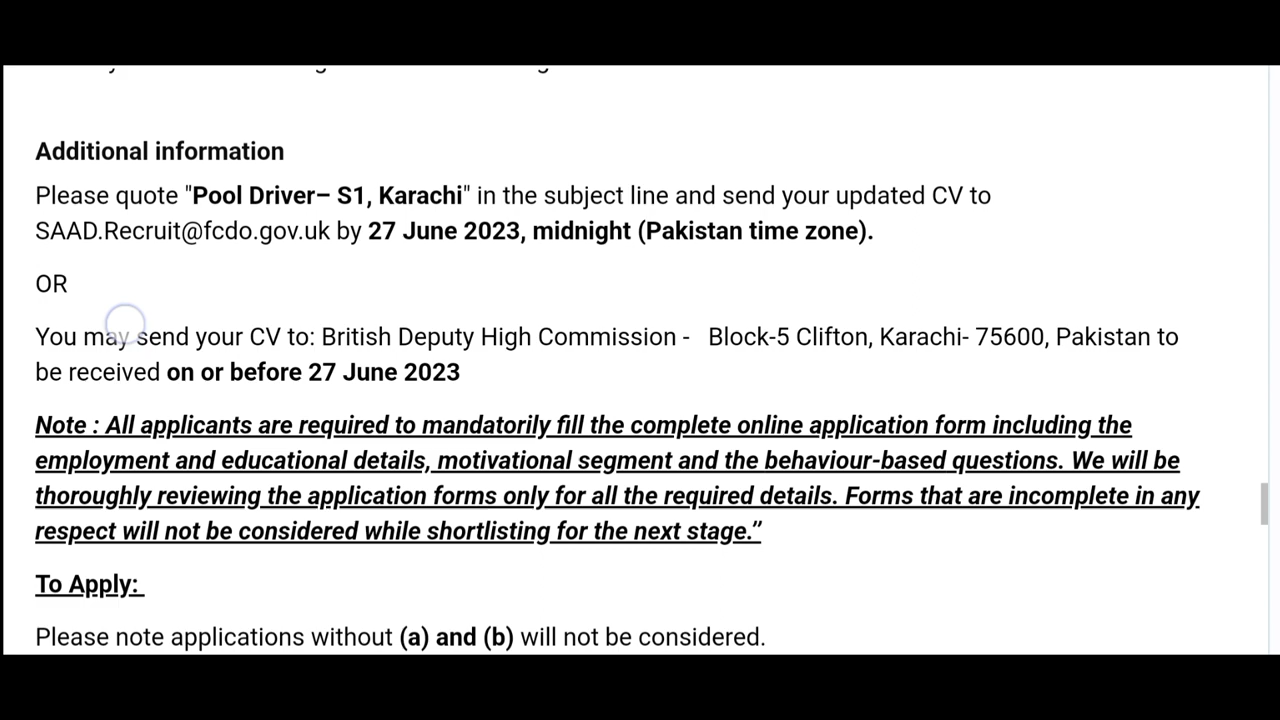 Additional information
Please quote "Pool Driver– S1, Karachi" in the subject line and send your updated CV to
SAAD.Recruit@fcdo.gov.uk by 27 June 2023, midnight (Pakistan time zone).
OR
You may send your CV to: British Deputy High Commission - Block-5 Clifton, Karachi- 75600, Pakistan to
be received on or before 27 June 2023
Note : All applicants are required to mandatorily fill the complete online application form including the
employment and educational details, motivational segment and the behaviour-based questions. We will be
thoroughly reviewing the application forms only for all the required details. Forms that are incomplete in any
respect will not be considered while shortlisting for the next stage.”
To Apply:
Please note applications without (a) and (b) will not be considered.